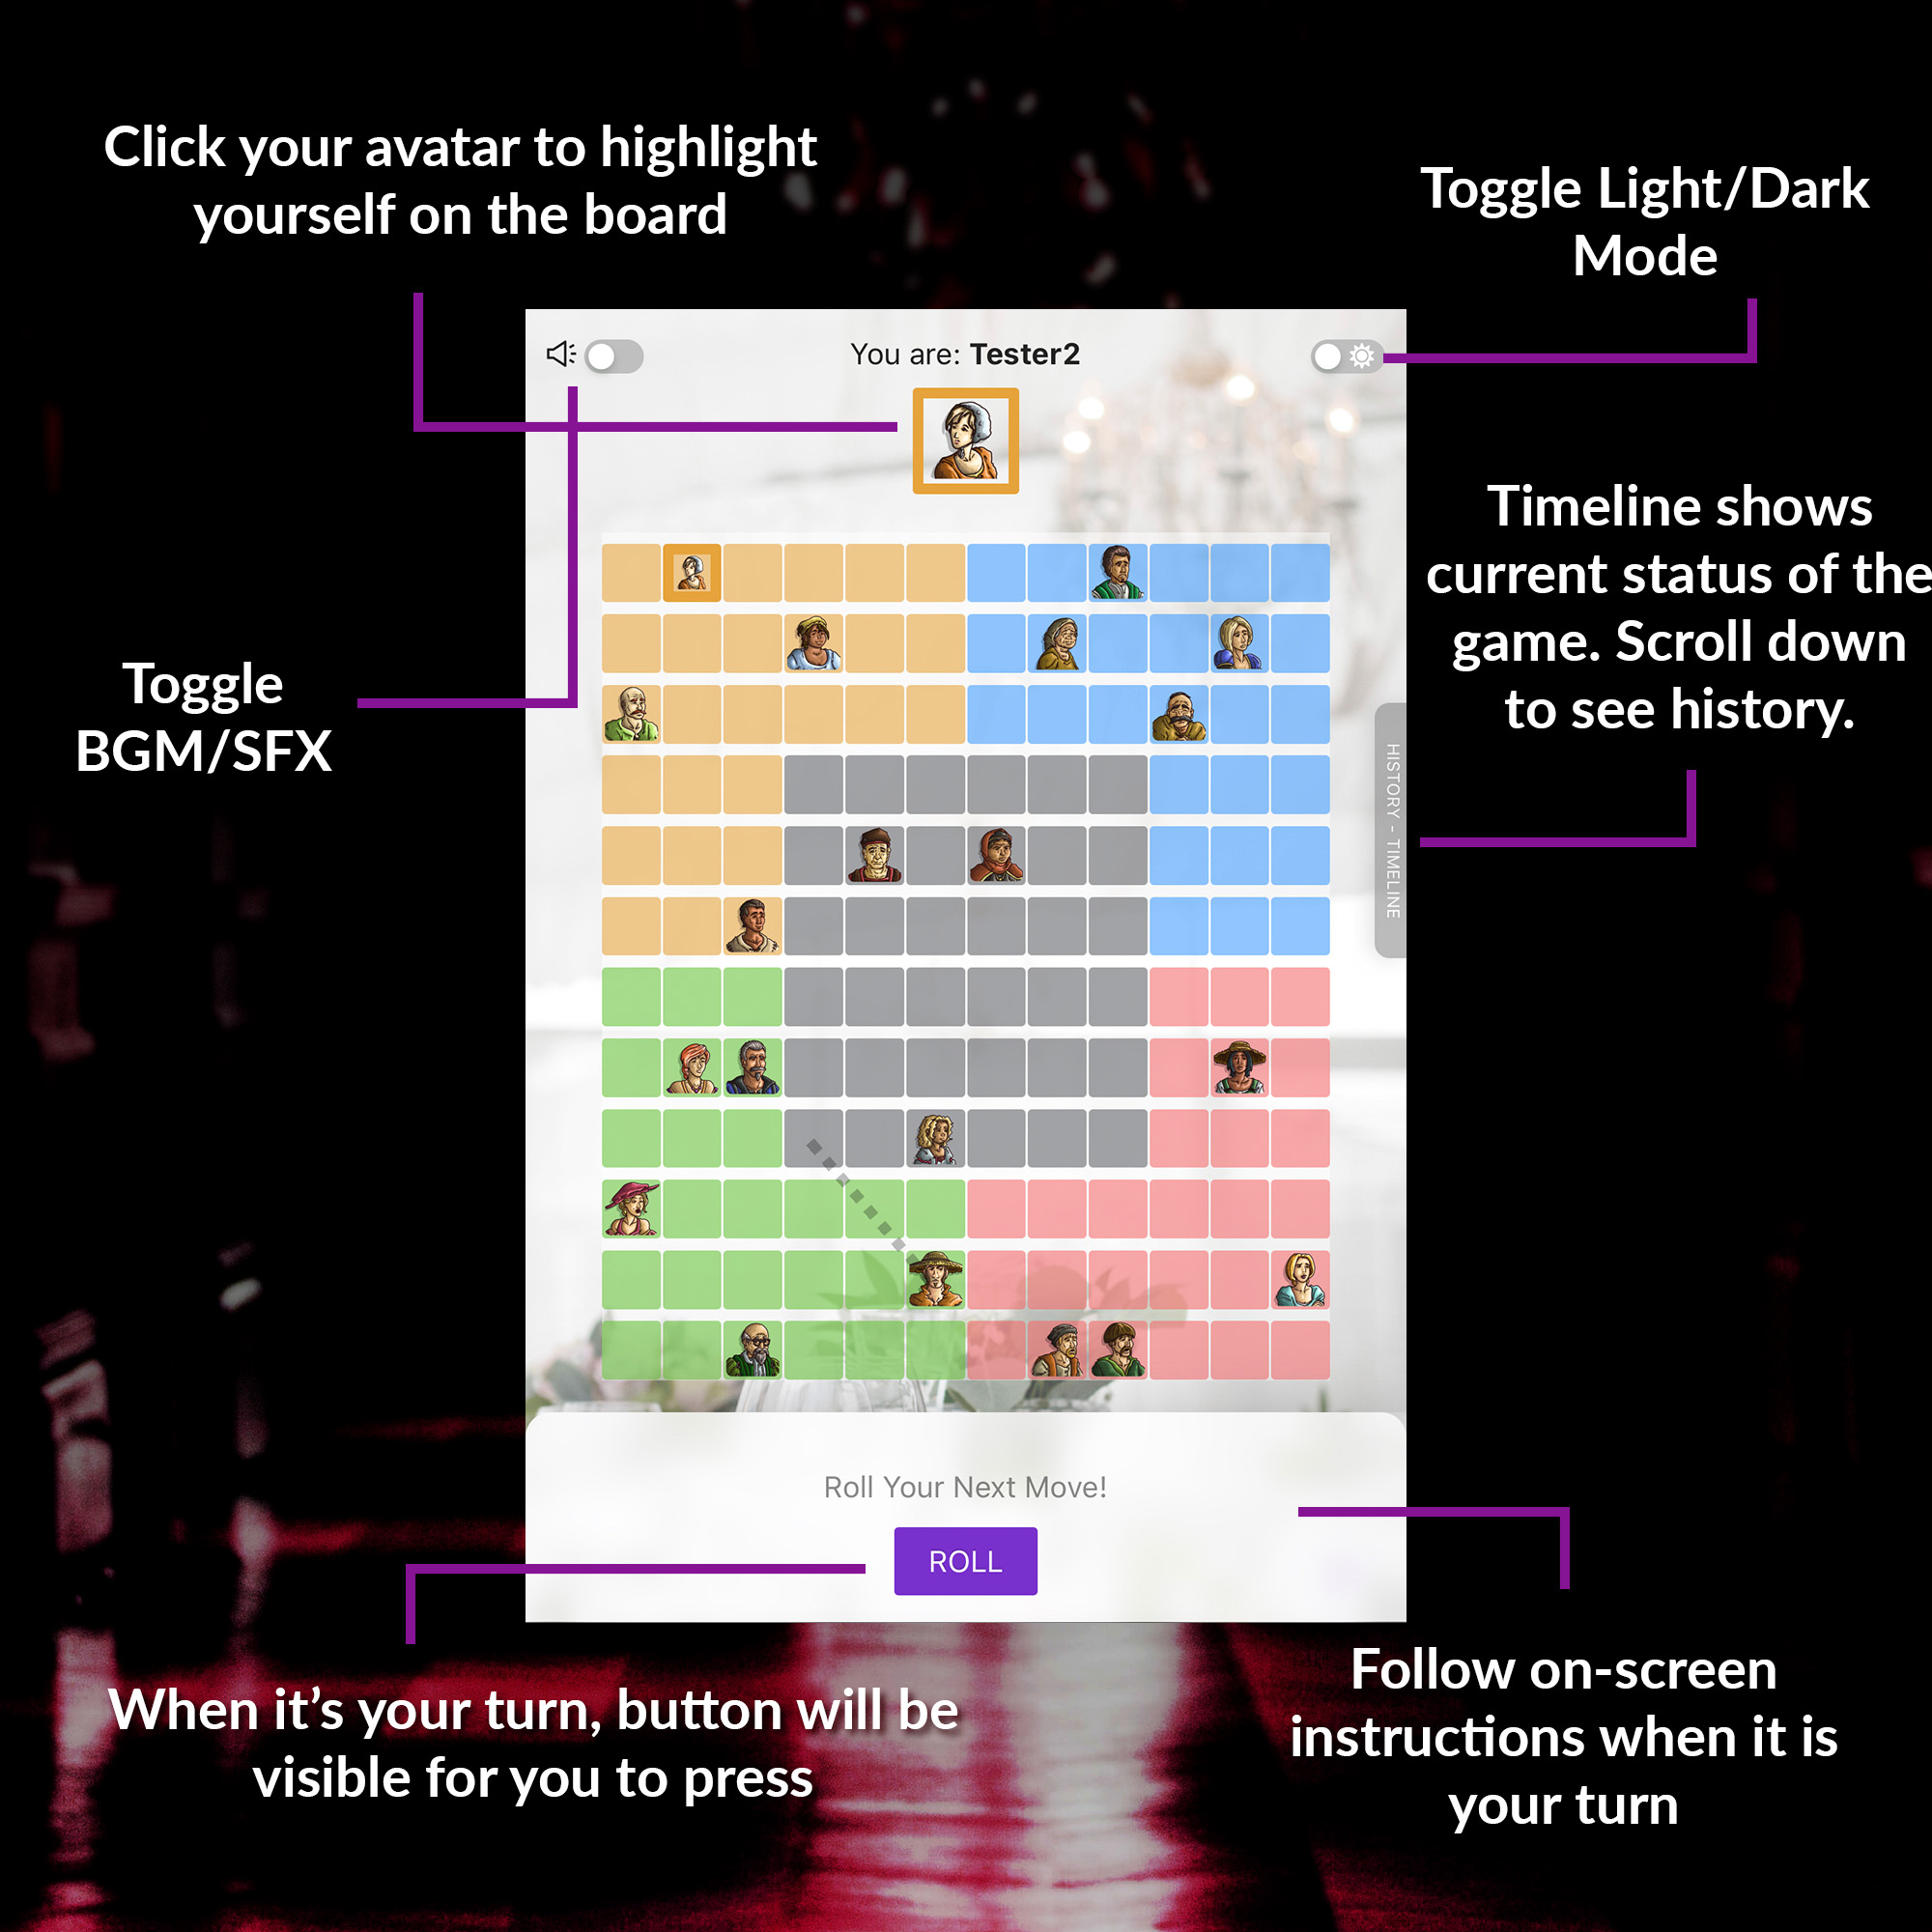 Click your avatar to highlight
yourself on the board
Toggle Light/Dark
Mode
You are: Tester2
Timeline shows
current status of the
game. Scroll down
to see history.
Toggle
BGM/SFX
HISTORY - TIMELINE
Roll Your Next Move!
ROLL
When it’s your turn, button will be
visible for you to press
Follow on-screen
instructions when it is
your turn